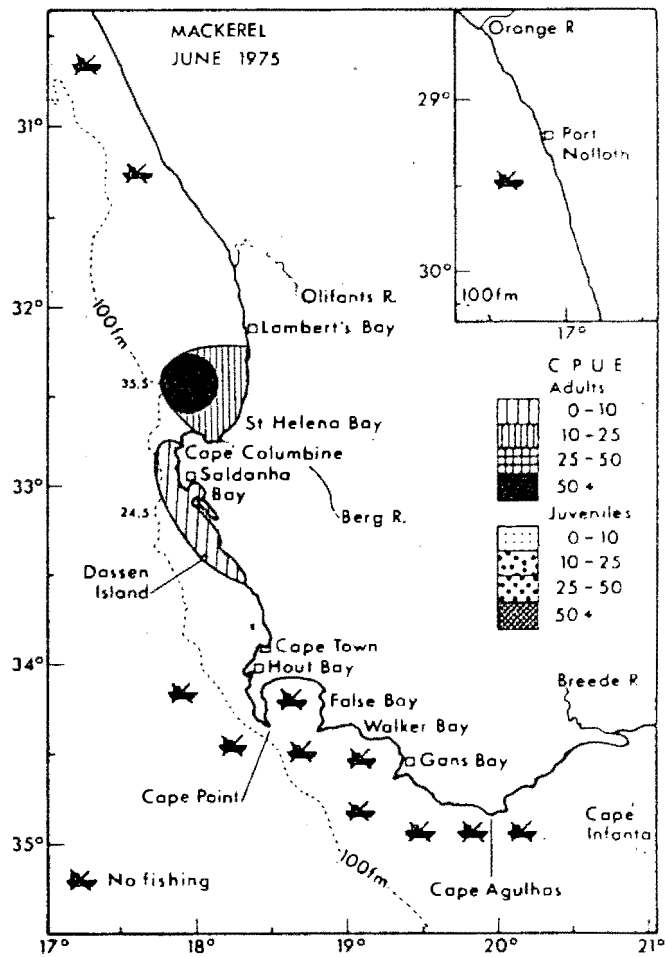 MACKEREL
JUNE 1975
Orange R
29°
Port
Nolloth
30°
100fm
17°
31°
32°
33°
34°
35°
100fm
Olifants R.
Lambert's Bay
35,5
St Helena Bay
Cape Columbine
Saldanha
Bay
24,5
Berg R.
Dassen
Island
Cape Town
Hout Bay
False Bay
Walker Bay
Gans Bay
Breede R.
Cape Point
Cape
Infanta
Cape Agulhas
100fm
No fishing
C P U E
Adults
0-10
10-25
25-50
50+
Juveniles
0-10
10-25
25-50
50+
17°
18°
19°
20°
21°